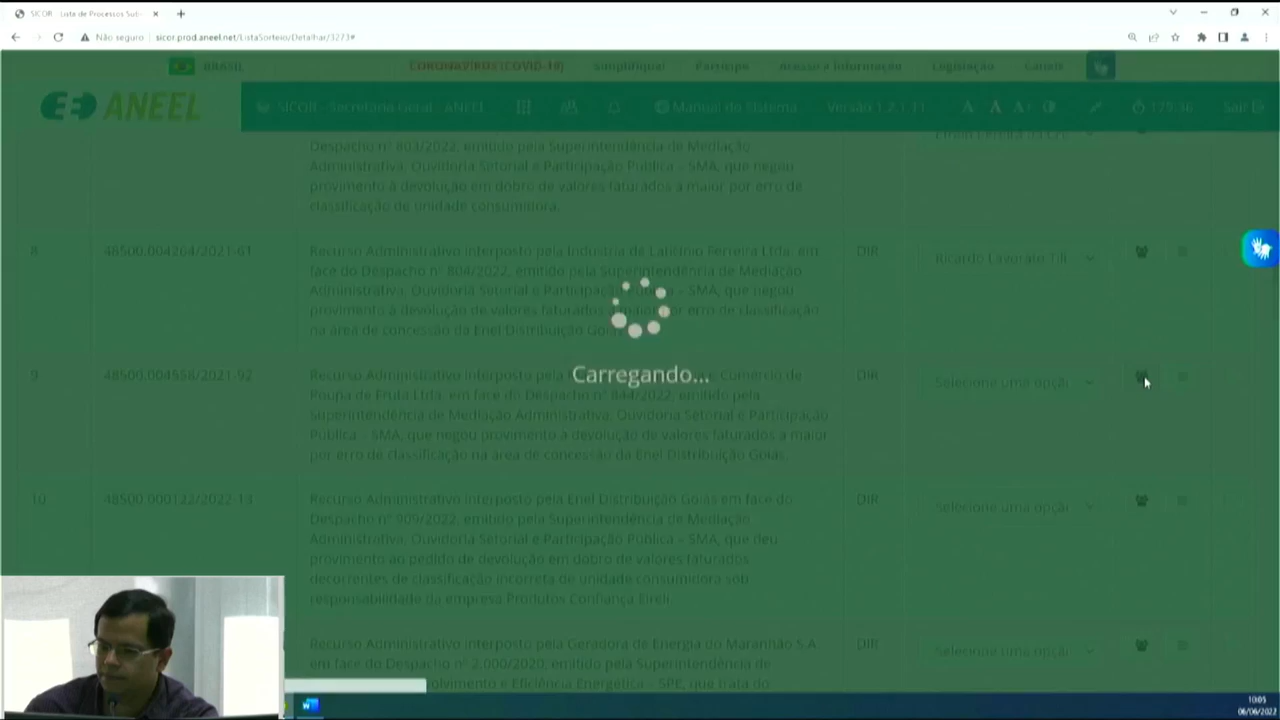 SICOR - Lista de Processos Sub
Não seguro
sicor.prod.aneel.net/ListaSorteio/Detalhar/3273#
BRASIL
CORONAVÍRUS (COVID-19)
Simplifique!
Participe
Acesso à Informação
Legislação
Canais
ANEEL
SICOR - Secretaria Geral - ANEEL
Manual do Sistema
Versão 1.2.1.11
A
A
A+
129:36
Sair
Despacho nº 803/2022, emitido pela Superintendência de Mediação
Administrativa, Ouvidoria Setorial e Participação Pública – SMA, que negou
provimento à devolução em dobro de valores faturados a maior por erro de
classificação de unidade consumidora.
8
48500.004264/2021-61
Recurso Administrativo interposto pela Indústria de Laticínio Ferreira Ltda. em
face do Despacho nº 804/2022, emitido pela Superintendência de Mediação
Administrativa, Ouvidoria Setorial e Participação Pública – SMA, que negou
provimento à devolução de valores faturados a maior por erro de classificação
na área de concessão da Enel Distribuição Goiás.
DIR
Ricardo Lavorato Tili
9
48500.004558/2021-92
Recurso Administrativo interposto pela Comércio de
Poupa de Fruta Ltda. em face do Despacho nº 844/2022, emitido pela
Superintendência de Mediação Administrativa, Ouvidoria Setorial e Participação
Pública – SMA, que negou provimento a devolução de valores faturados a maior
por erro de classificação na área de concessão da Enel Distribuição Goiás.
DIR
Selecione uma opçã
Carregando...
10
48500.000122/2022-13
Recurso Administrativo interposto pela Enel Distribuição Goiás em face do
Despacho nº 909/2022, emitido pela Superintendência de Mediação
Administrativa, Ouvidoria Setorial e Participação Pública – SMA, que deu
provimento ao pedido de devolução em dobro de valores faturados
decorrentes de classificação incorreta de unidade consumidora sob
responsabilidade da empresa Produtos Confiança Eireli.
DIR
Selecione uma opçã
Recurso Administrativo interposto pela Geradora de Energia do Maranhão S.A
em face do Despacho nº 2.000/2020, emitido pela Superintendência de
olvimento e Eficiência Energética – SPE, que trata do
DIR
Selecione uma opçã
10:05
06/06/2022